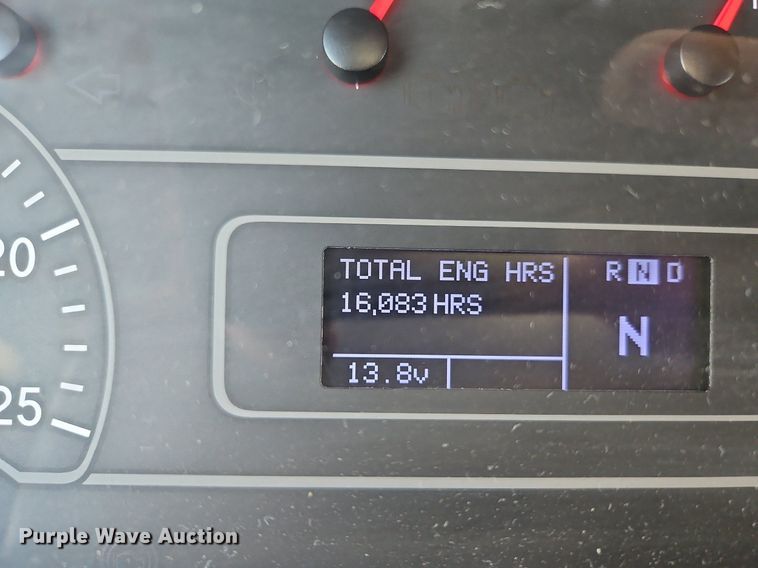 20
25
TOTAL ENG HRS
16,083 HRS
13.8v
R N D
N
Purple Wave Auction